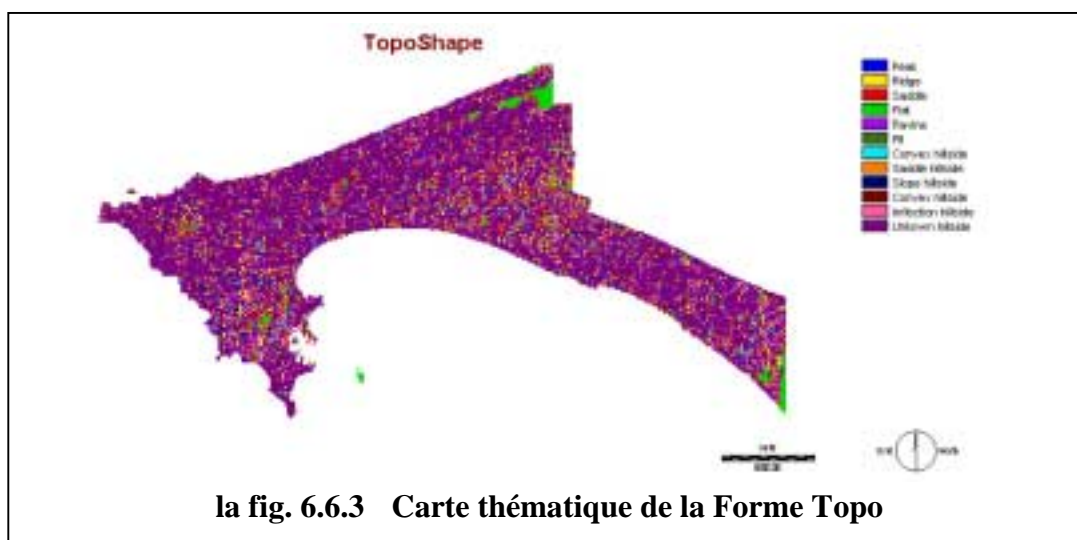 TopoShape
Peak
Ridge
Saddle
Flat
Ravine
Pit
Convex hillside
Saddle hillside
Slope hillside
Convex hillside
Inflection hillside
Unknown hillside
la fig. 6.6.3 Carte thématique de la Forme Topo